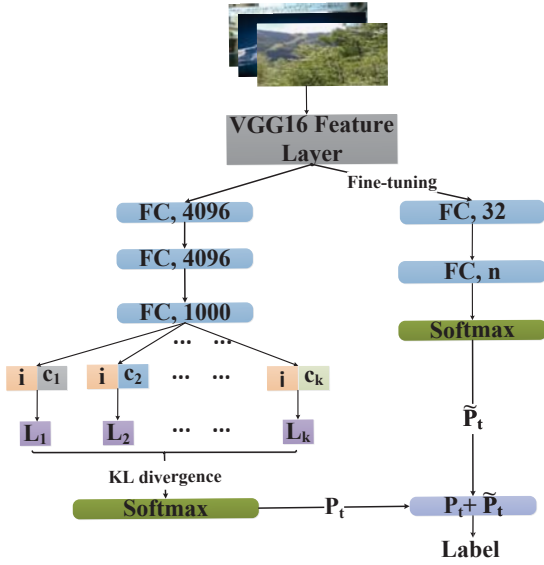 VGG16 Feature
Layer
Fine-tuning
FC, 4096
FC, 32
FC, 4096
FC, n
FC, 1000
Softmax
... ...
i c₁ i c₂ ... ... i cₖ
P̃ₜ
L₁ L₂ ... ... Lₖ
KL divergence
Softmax
Pₜ
Pₜ+ P̃ₜ
Label